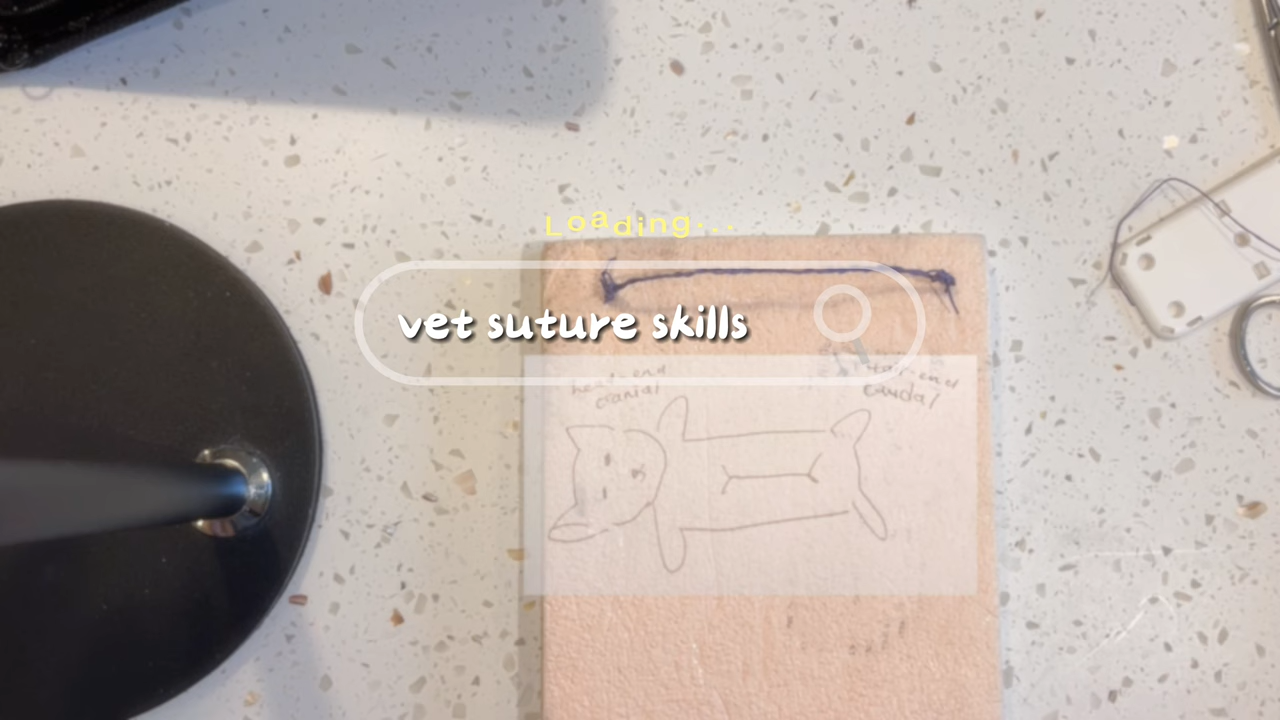 Loading...
vet suture skills
head-end
cranial
tail-end
caudal